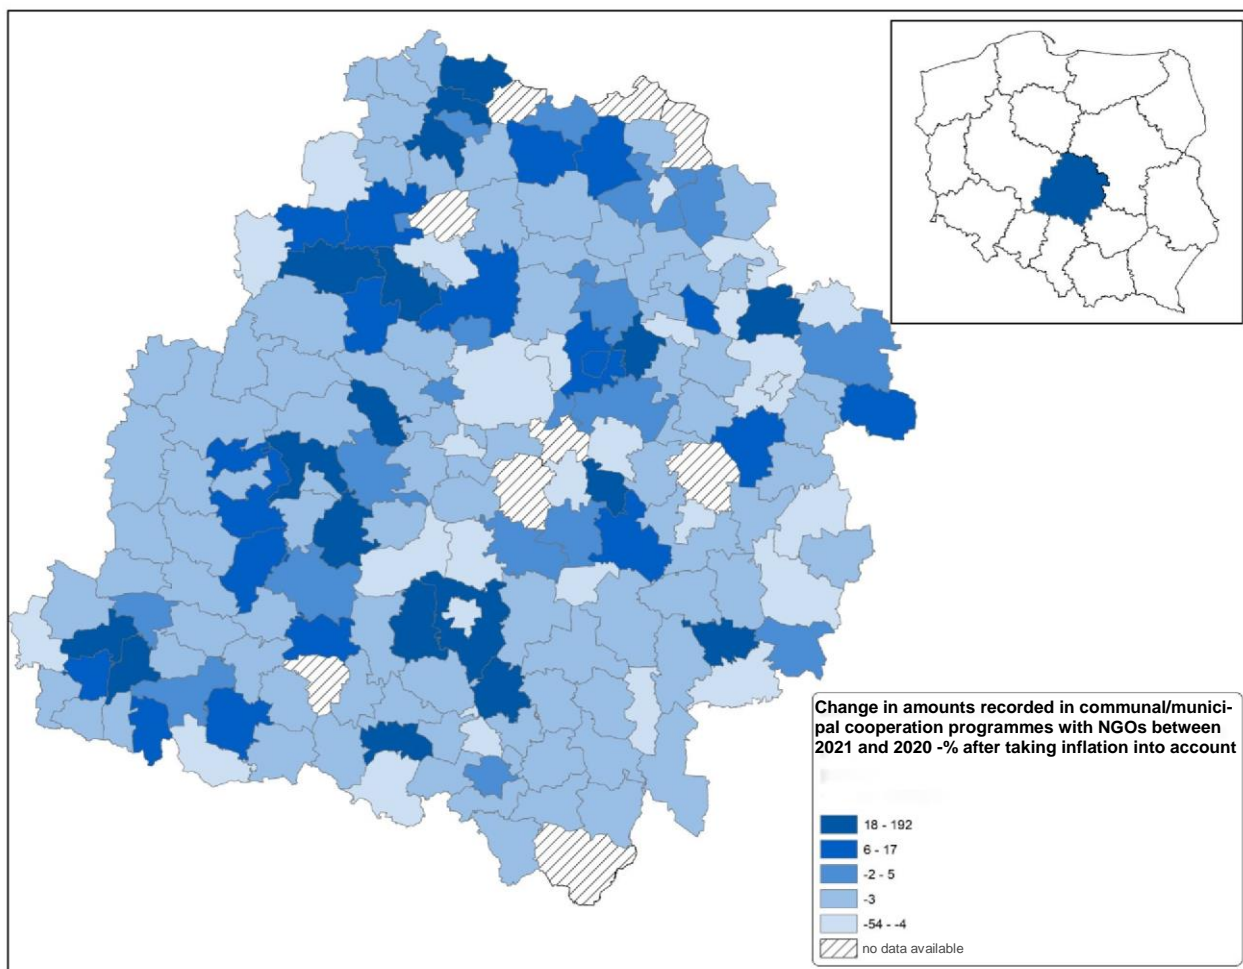 Change in amounts recorded in communal/munici-
pal cooperation programmes with NGOs between
2021 and 2020 -% after taking inflation into account
18 - 192
6 - 17
-2 - 5
-3
-54 - -4
no data available